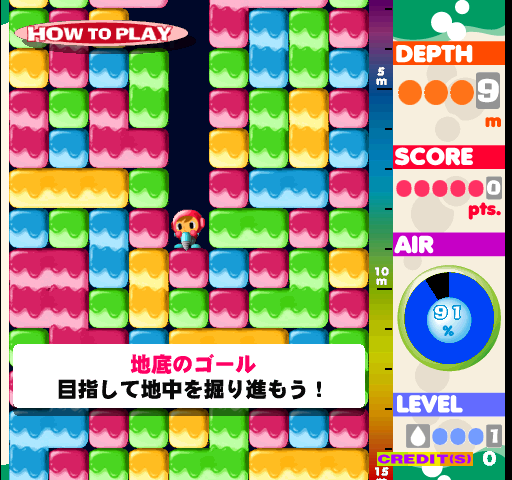 HOW TO PLAY
5
m
10
m
15
m
DEPTH
9
m
SCORE
0
pts.
AIR
91
%
地底のゴール
目指して地中を掘り進もう！
LEVEL
1
CREDIT(S) 0